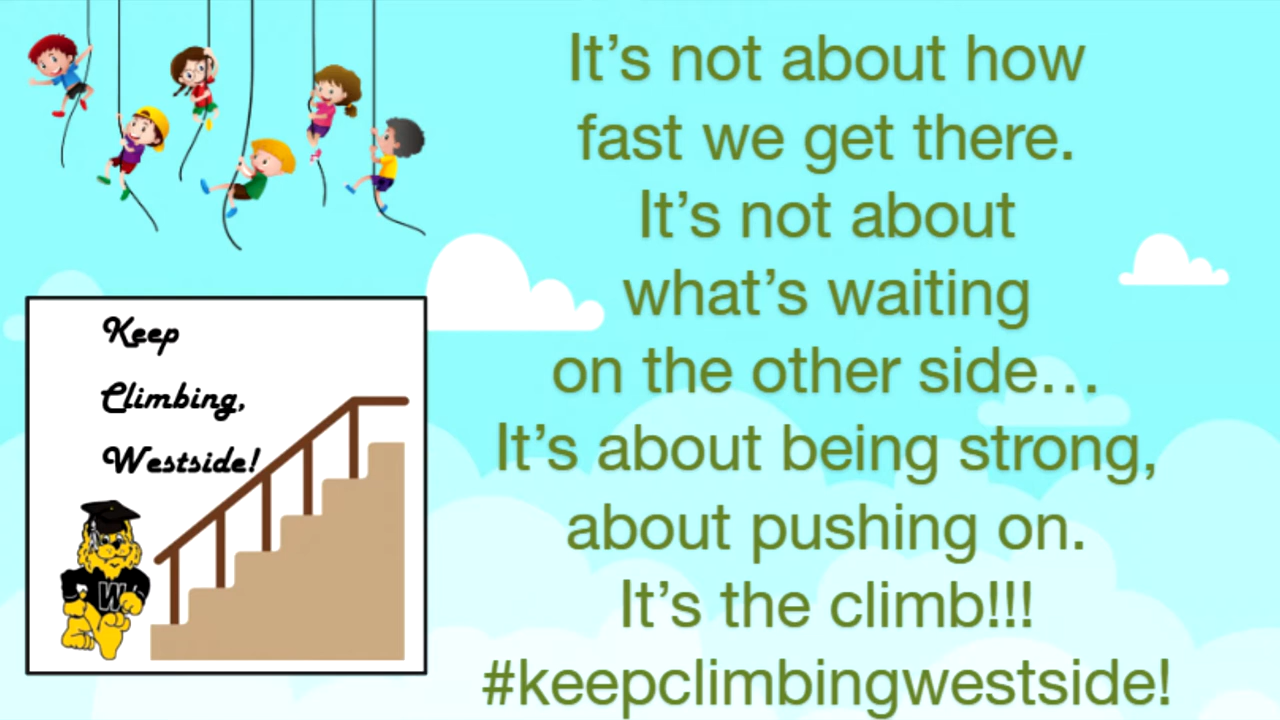 It’s not about how
fast we get there.
It’s not about
what’s waiting
on the other side…
It’s about being strong,
about pushing on.
It’s the climb!!!
#keepclimbingwestside!
Keep
Climbing,
Westside!
W